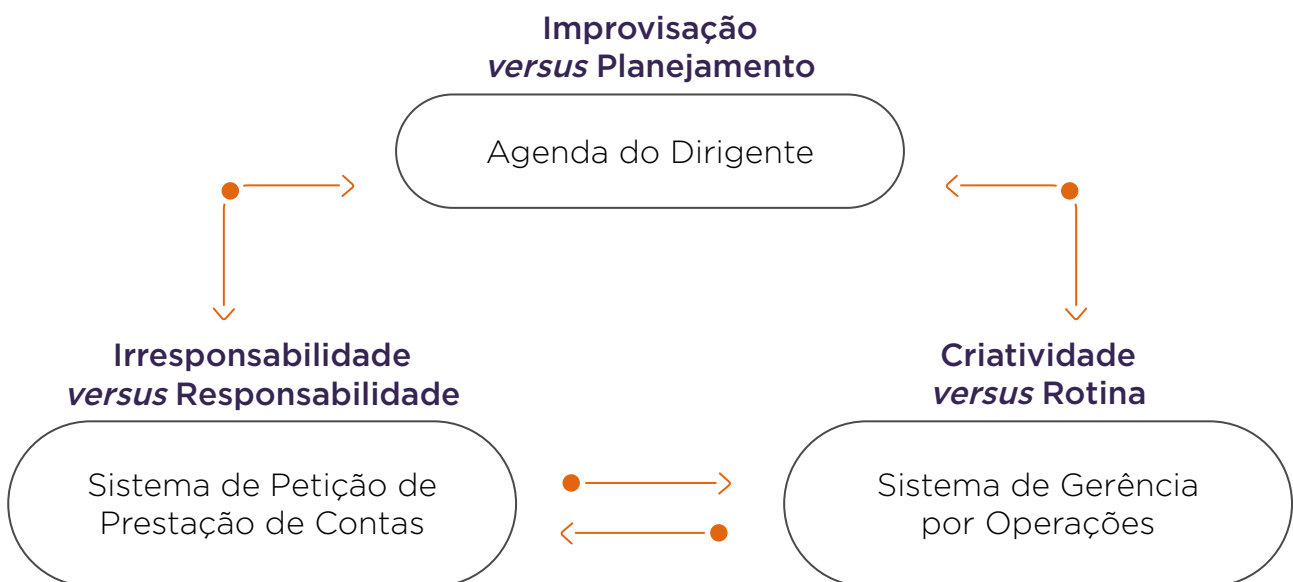 Improvisação
versus Planejamento
Agenda do Dirigente
Irresponsabilidade
versus Responsabilidade
Sistema de Petição de
Prestação de Contas
Criatividade
versus Rotina
Sistema de Gerência
por Operações